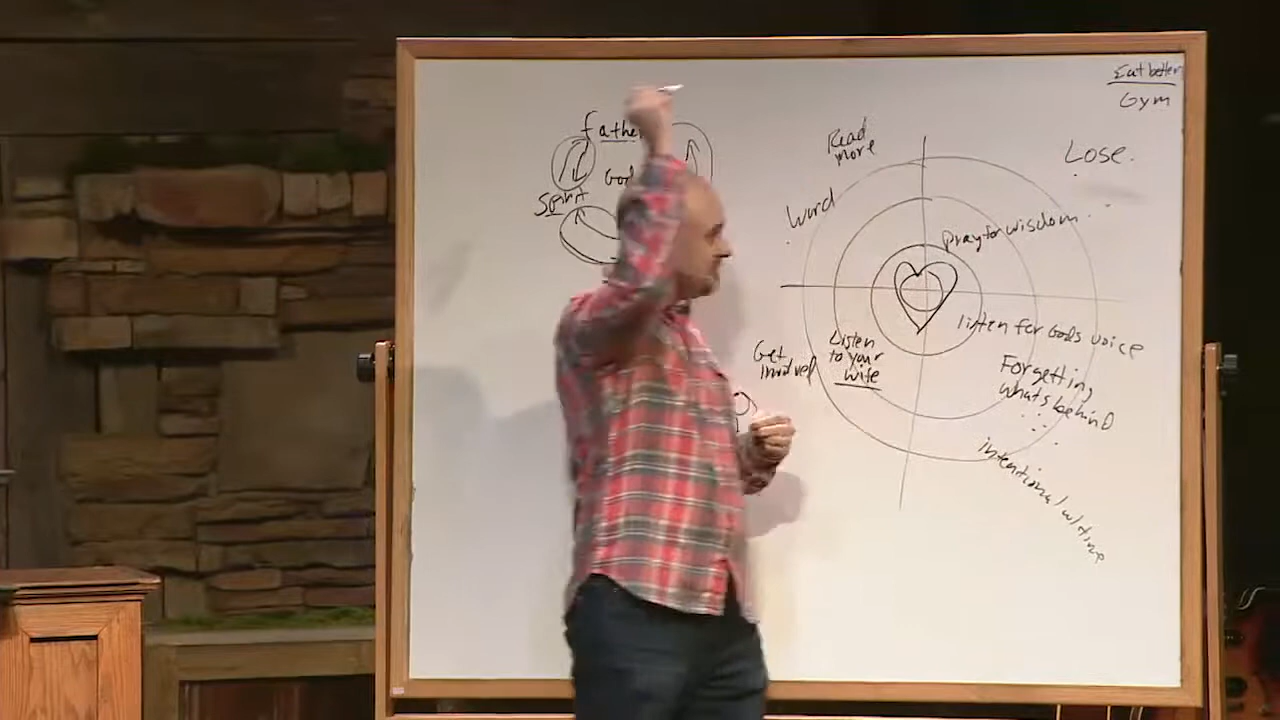 Eat better
Gym
Father
God
Spirit
Read
more
Word
Lose.
pray for wisdom
listen for Gods voice
Get
involved
Listen
to your
wife
Forgetting
whats behind
intentional w/time